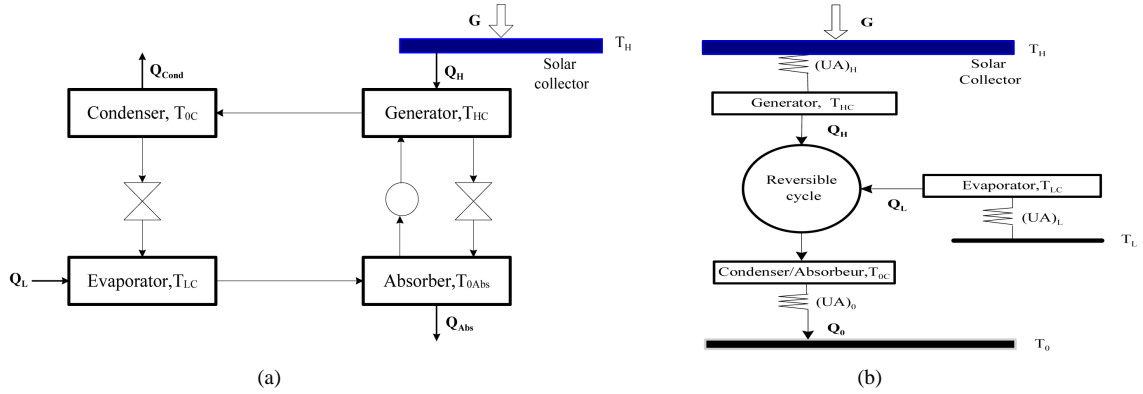 G
T_H
Q_H
Solar
collector
Q_Cond
Condenser, T_0C
Generator,T_HC
Q_L
Evaporator,T_LC
Absorber,T_0Abs
Q_Abs
(a)
G
T_H
(UA)_H
Solar
Collector
Generator, T_HC
Q_H
Reversible
cycle
Evaporator,T_LC
Q_L
(UA)_L
T_L
Condenser/Absorbeur,T_0C
(UA)_0
Q_0
T_0
(b)